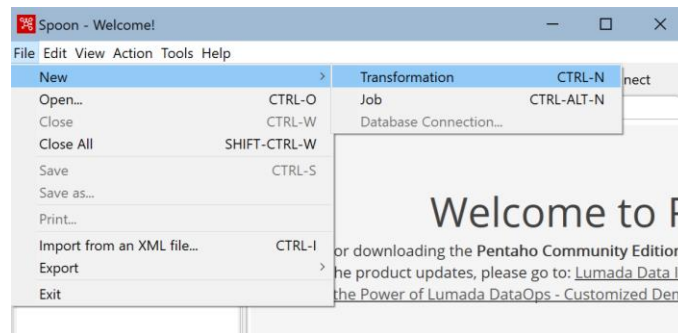 Spoon - Welcome!
File Edit View Action Tools Help
New
Open... CTRL-O
Close CTRL-W
Close All SHIFT-CTRL-W
Save CTRL-S
Save as...
Print...
Import from an XML file... CTRL-I
Export
Exit
Transformation CTRL-N
Job CTRL-ALT-N
Database Connection...
nect
Welcome to
or downloading the Pentaho Community Edition
he product updates, please go to: Lumada Data
the Power of Lumada DataOps - Customized